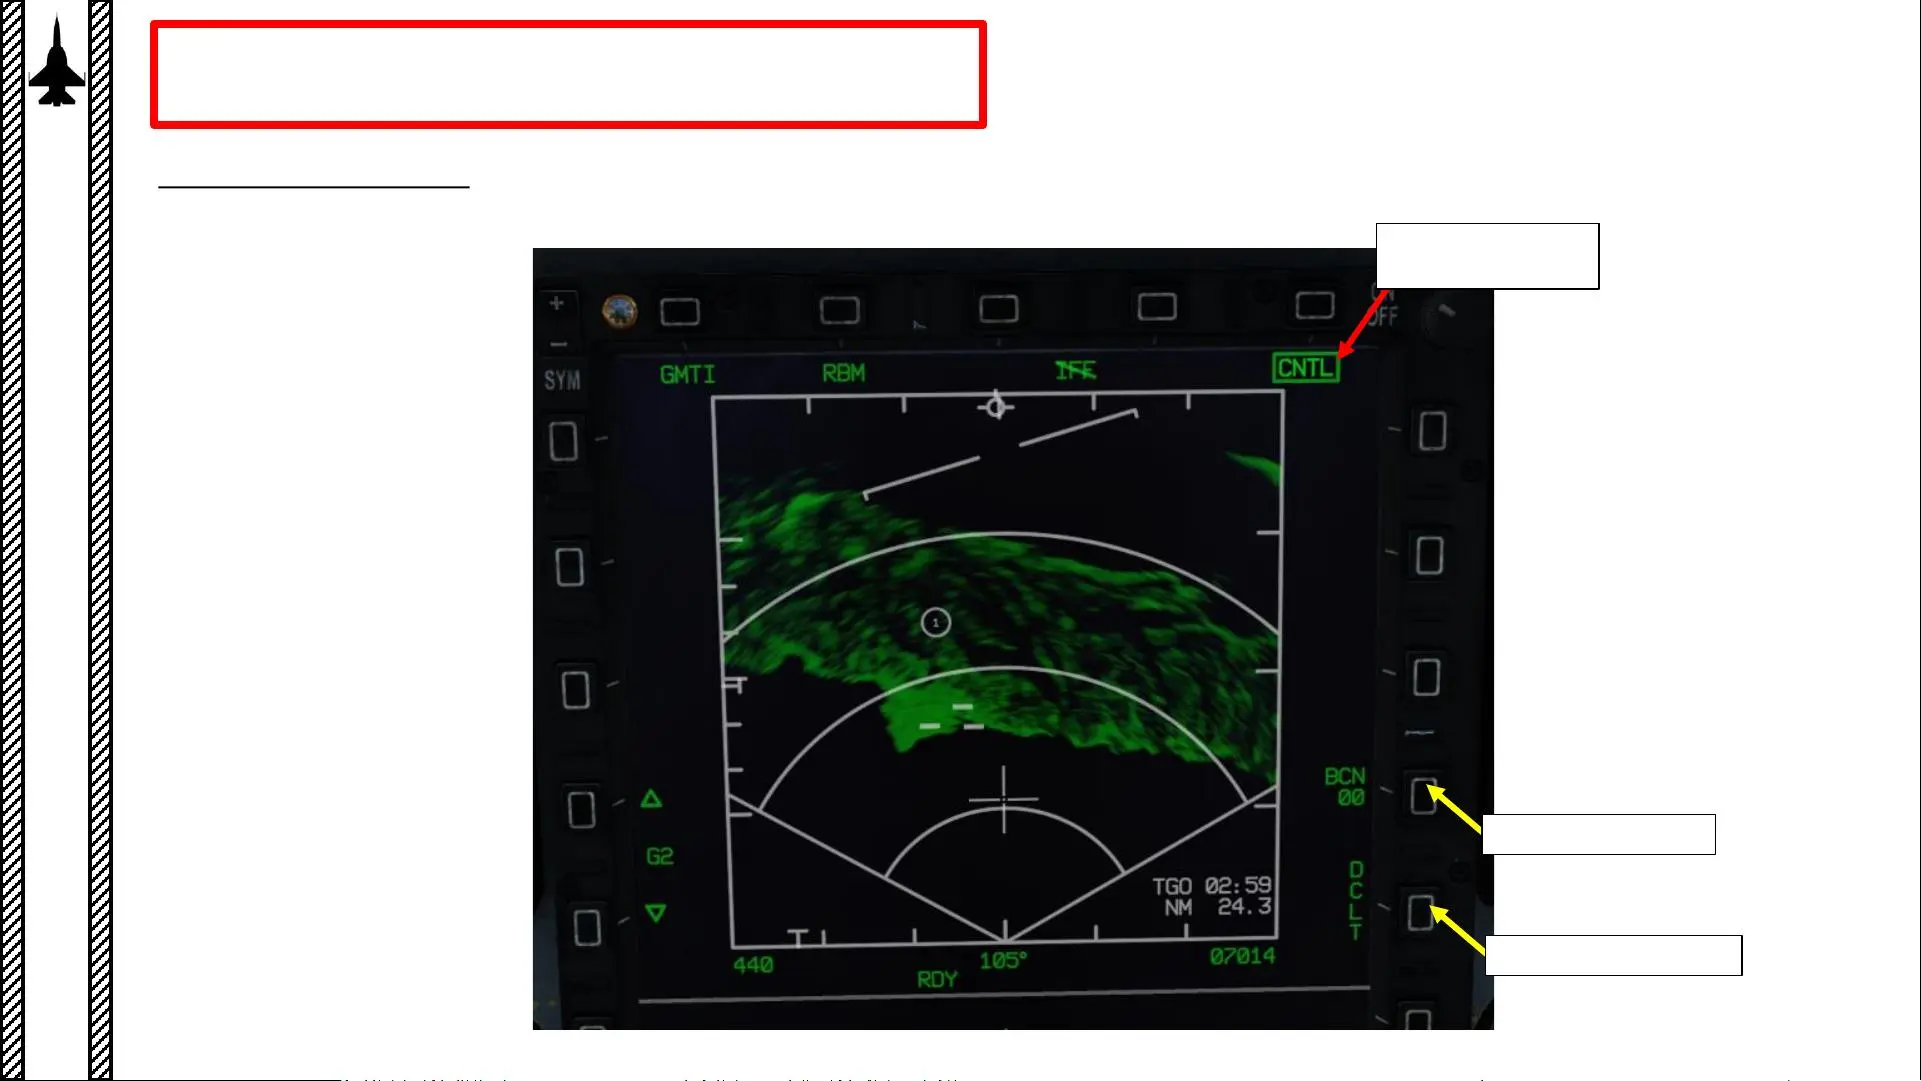 +
SYM
OFF
GMTI RBM IFF CNTL
1
BCN
00
G2
D
C
L
T
TGO 02:59
NM 24.3
440 105° 07014
RDY